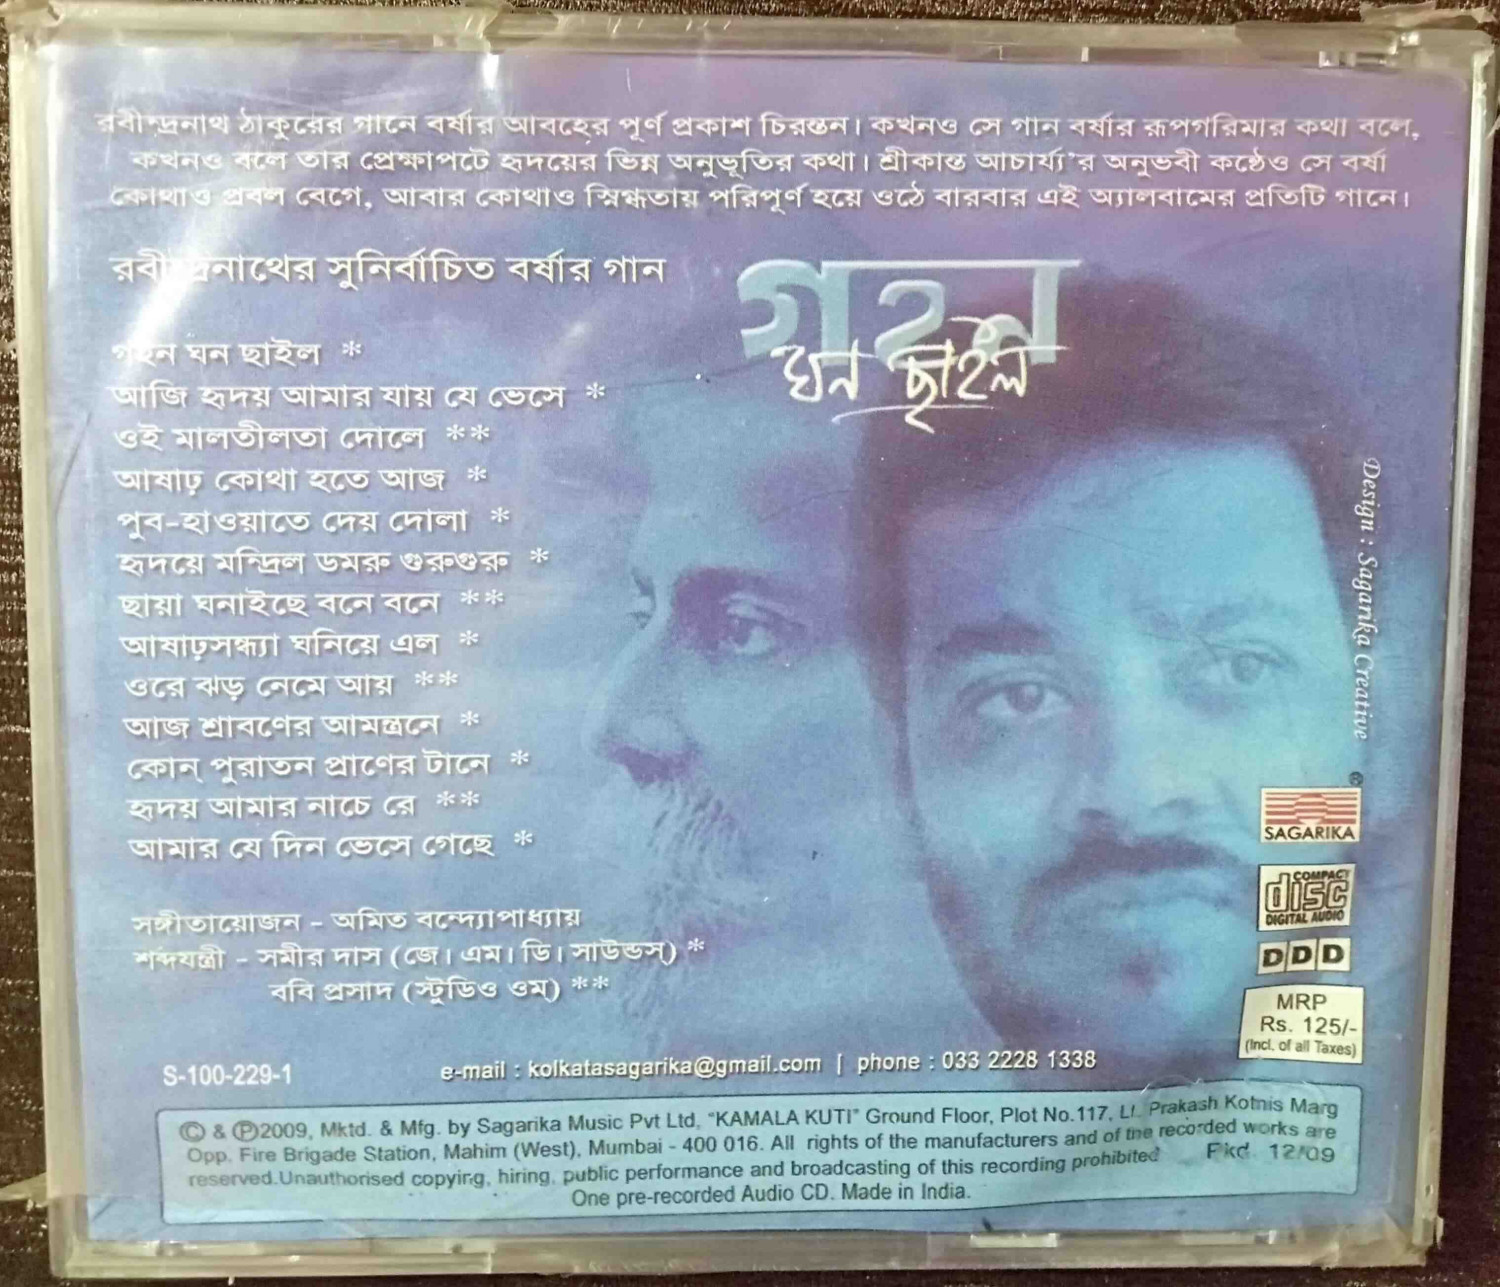 রবীন্দ্রনাথ ঠাকুরের গানে বর্ষার আবহের পূর্ণ প্রকাশ চিরন্তন। কখনও সে গান বর্ষার রূপগরিমার কথা বলে,
কখনও বলে তার প্রেক্ষাপটে হৃদয়ের ভিন্ন অনুভূতির কথা। শ্রীকান্ত আচার্য্য'র অনুভবী কণ্ঠেও সে বর্ষা
কোথাও প্রবল বেগে, আবার কোথাও স্নিগ্ধতায় পরিপূর্ণ হয়ে ওঠে বারবার এই অ্যালবামের প্রতিটি গানে।
রবীন্দ্রনাথের সুনির্বাচিত বর্ষার গান
গহন
ঘন ছাইল
গহন ঘন ছাইল *
আজি হৃদয় আমার যায় যে ভেসে *
ওই মালতীলতা দোলে **
আষাঢ় কোথা হতে আজ *
পুব-হাওয়াতে দেয় দোলা *
হৃদয়ে মন্দ্রিল ডমরু গুরুগুরু *
ছায়া ঘনাইছে বনে বনে **
আষাঢ়সন্ধ্যা ঘনিয়ে এল *
ওরে ঝড় নেমে আয় **
আজ শ্রাবণের আমন্ত্রনে *
কোন্ পুরাতন প্রাণের টানে *
হৃদয় আমার নাচে রে **
আমার যে দিন ভেসে গেছে *
Design : Sagarika Creative
®
SAGARIKA
COMPACT
disc
DIGITAL AUDIO
DDD
MRP
Rs. 125/-
(Incl. of all Taxes)
সঙ্গীতায়োজন - অমিত বন্দ্যোপাধ্যায়
শব্দযন্ত্রী - সমীর দাস (জে। এম। ডি। সাউন্ডস্) *
ববি প্রসাদ (স্টুডিও ওম্) **
S-100-229-1
e-mail : kolkatasagarika@gmail.com | phone : 033 2228 1338
© & ℗2009, Mktd. & Mfg. by Sagarika Music Pvt Ltd, "KAMALA KUTI" Ground Floor, Plot No.117, Lt. Prakash Kotnis Marg
Opp. Fire Brigade Station, Mahim (West), Mumbai - 400 016. All rights of the manufacturers and of the recorded works are
reserved.Unauthorised copying, hiring, public performance and broadcasting of this recording prohibited Pkd. 12/09
One pre-recorded Audio CD. Made in India.